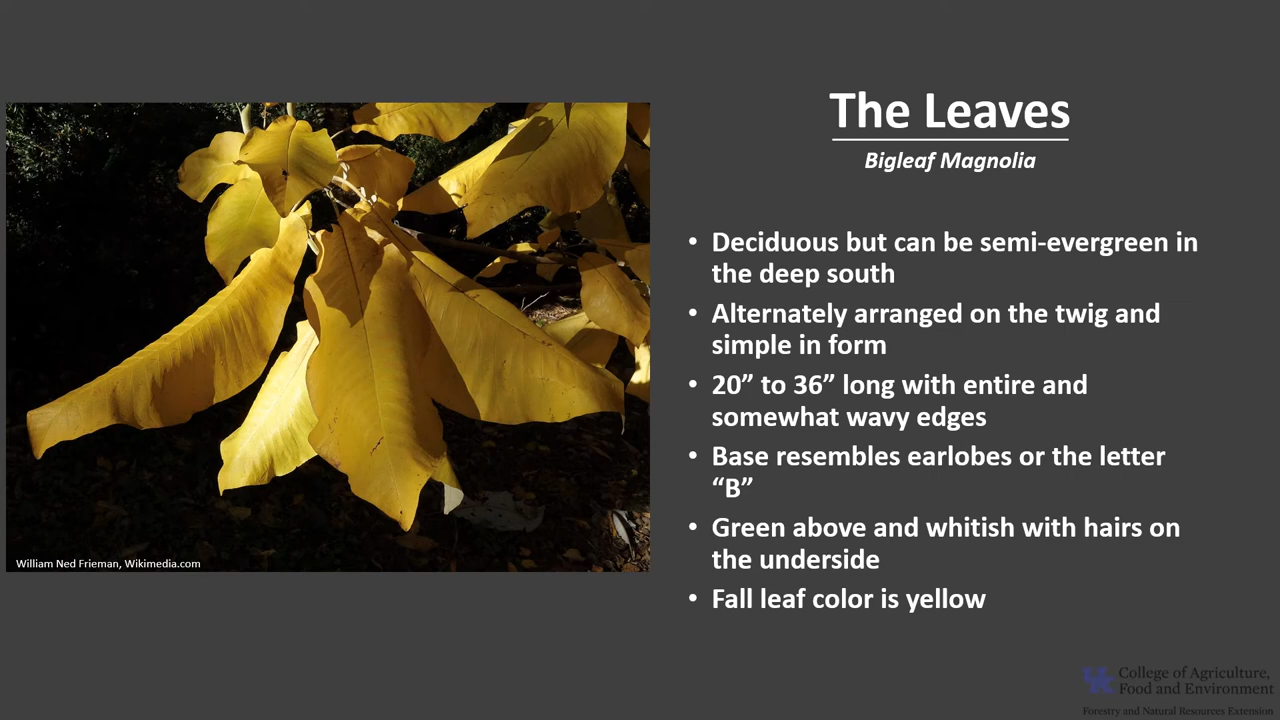 The Leaves
Bigleaf Magnolia
• Deciduous but can be semi-evergreen in
the deep south
• Alternately arranged on the twig and
simple in form
• 20” to 36” long with entire and
somewhat wavy edges
• Base resembles earlobes or the letter
“B”
• Green above and whitish with hairs on
the underside
• Fall leaf color is yellow
William Ned Frieman, Wikimedia.com
UK College of Agriculture,
Food and Environment
Forestry and Natural Resources Extension